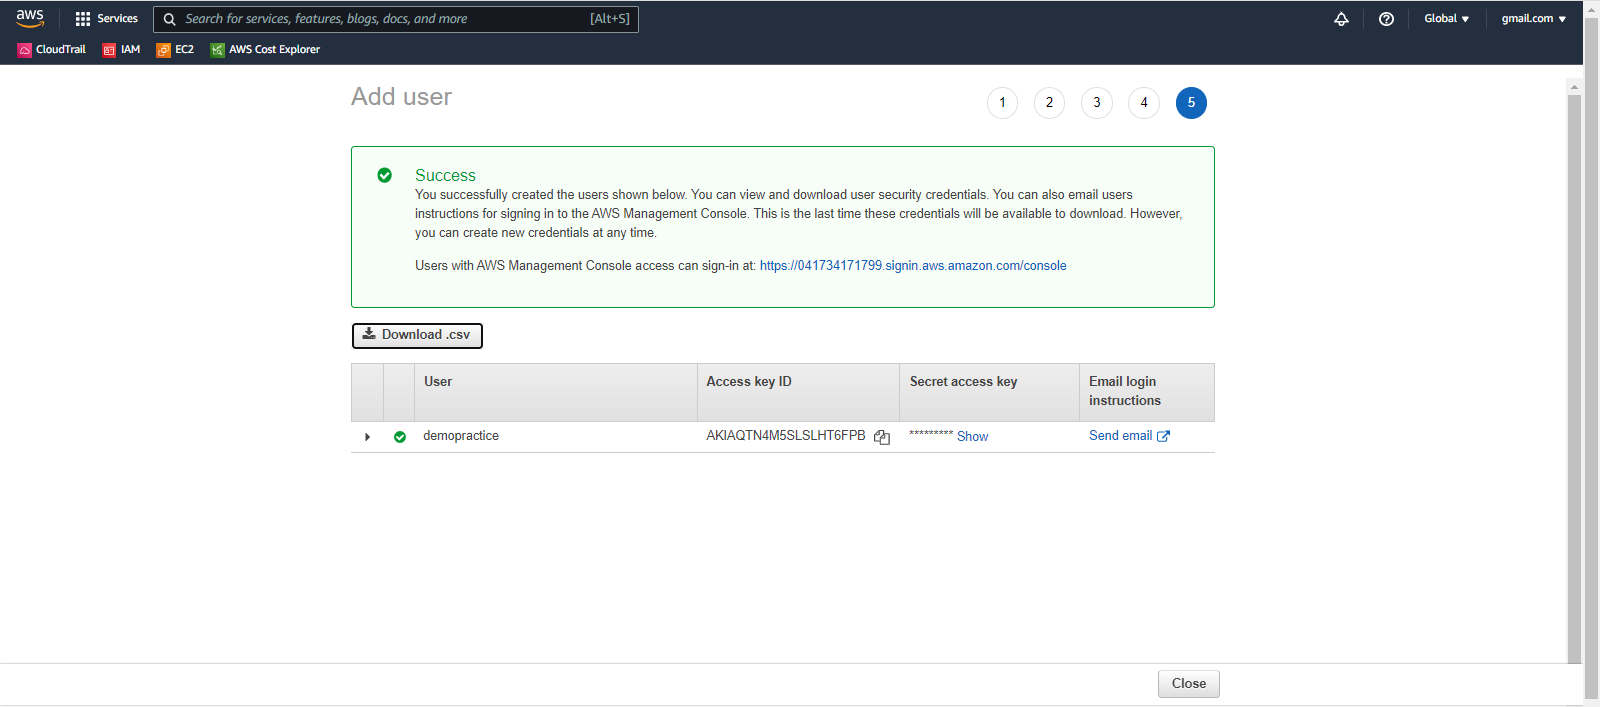 aws Services Search for services, features, blogs, docs, and more [Alt+S] Global gmail.com
CloudTrail IAM EC2 AWS Cost Explorer
Add user 1 2 3 4 5
Success
You successfully created the users shown below. You can view and download user security credentials. You can also email users
instructions for signing in to the AWS Management Console. This is the last time these credentials will be available to download. However,
you can create new credentials at any time.
Users with AWS Management Console access can sign-in at: https://041734171799.signin.aws.amazon.com/console
Download .csv
User Access key ID Secret access key Email login
instructions
demopractice AKIAQTN4M5SLSLHT6FPB ********* Show Send email
Close